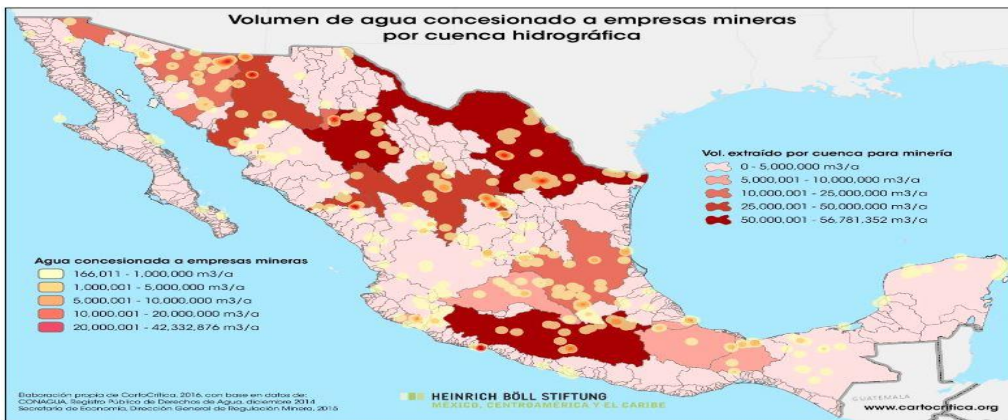 Volumen de agua concesionado a empresas mineras
por cuenca hidrográfica
Vol. extraído por cuenca para minería
0 - 5,000,000 m3/a
5,000,001 - 10,000,000 m3/a
10,000,001 - 25,000,000 m3/a
25,000,001 - 50,000,000 m3/a
50,000,001 - 56,781,352 m3/a
Agua concesionada a empresas mineras
166,011 - 1,000,000 m3/a
1,000,001 - 5,000,000 m3/a
5,000,001 - 10,000,000 m3/a
10,000,001 - 20,000,000 m3/a
20,000,001 - 42,332,876 m3/a
Elaboración propia de CartoCrítica, 2016, con base en datos de:
CONAGUA, Registro Público de Derechos de Agua, diciembre 2014
Secretaría de Economía, Dirección General de Regulación Minera, 2015
HEINRICH BÖLL STIFTUNG
MÉXICO, CENTROAMÉRICA Y EL CARIBE
GUATEMALA
www.cartocritica.org